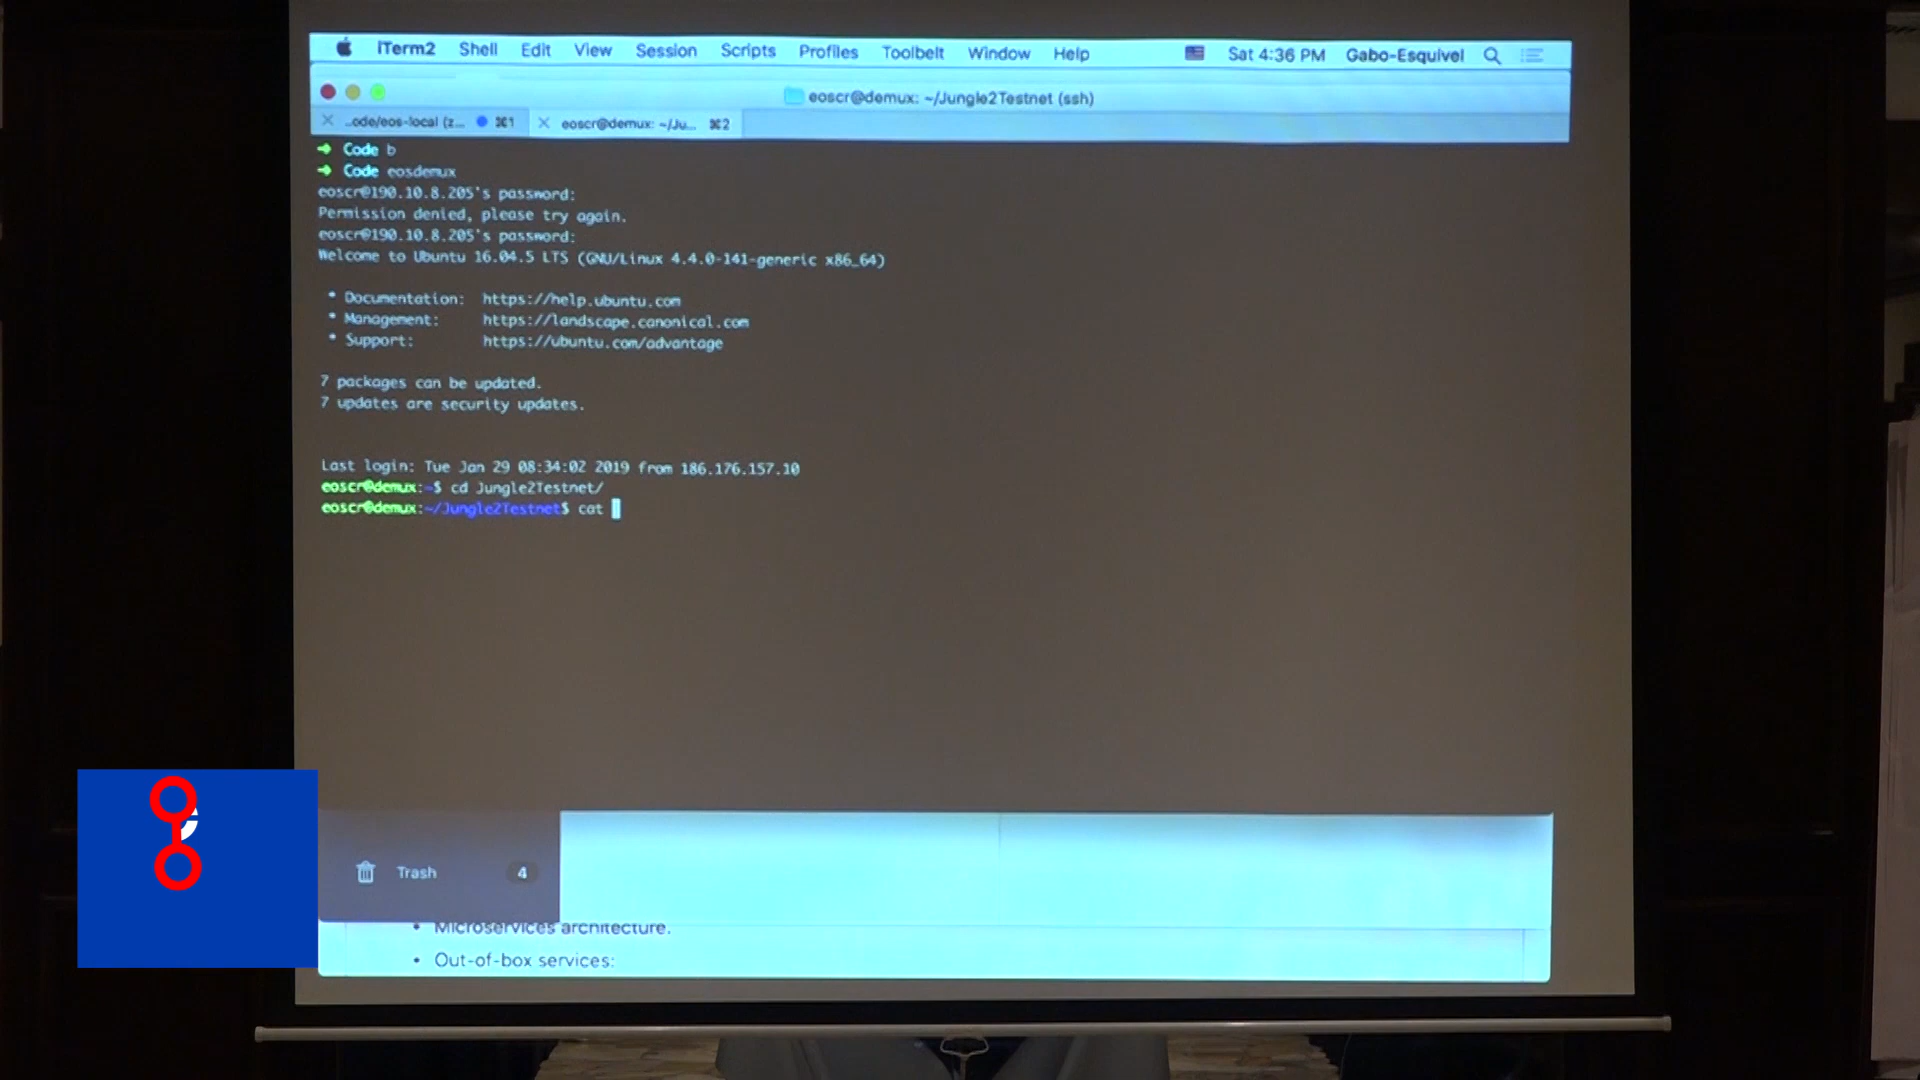 iTerm2 Shell Edit View Session Scripts Profiles Toolbelt Window Help Sat 4:36 PM Gabo-Esquivel
eoscr@demux: ~/Jungle2Testnet (ssh)
..ode/eos-local (z... ⌘1 eoscr@demux: ~/Ju... ⌘2
➜ Code b
➜ Code eosdemux
eoscr@190.10.8.205's password:
Permission denied, please try again.
eoscr@190.10.8.205's password:
Welcome to Ubuntu 16.04.5 LTS (GNU/Linux 4.4.0-141-generic x86_64)
* Documentation: https://help.ubuntu.com
* Management: https://landscape.canonical.com
* Support: https://ubuntu.com/advantage
7 packages can be updated.
7 updates are security updates.
Last login: Tue Jan 29 08:34:02 2019 from 186.176.157.10
eoscr@demux:~$ cd Jungle2Testnet/
eoscr@demux:~/Jungle2Testnet$ cat
Trash 4
• Microservices architecture.
• Out-of-box services: